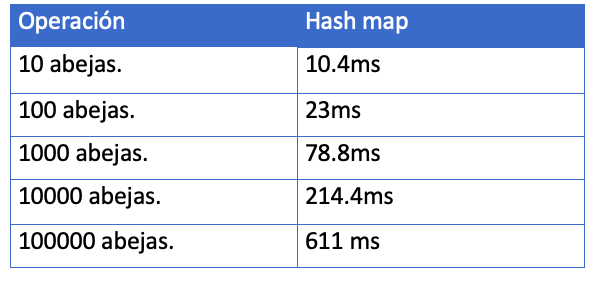 Operación Hash map
10 abejas. 10.4ms
100 abejas. 23ms
1000 abejas. 78.8ms
10000 abejas. 214.4ms
100000 abejas. 611 ms